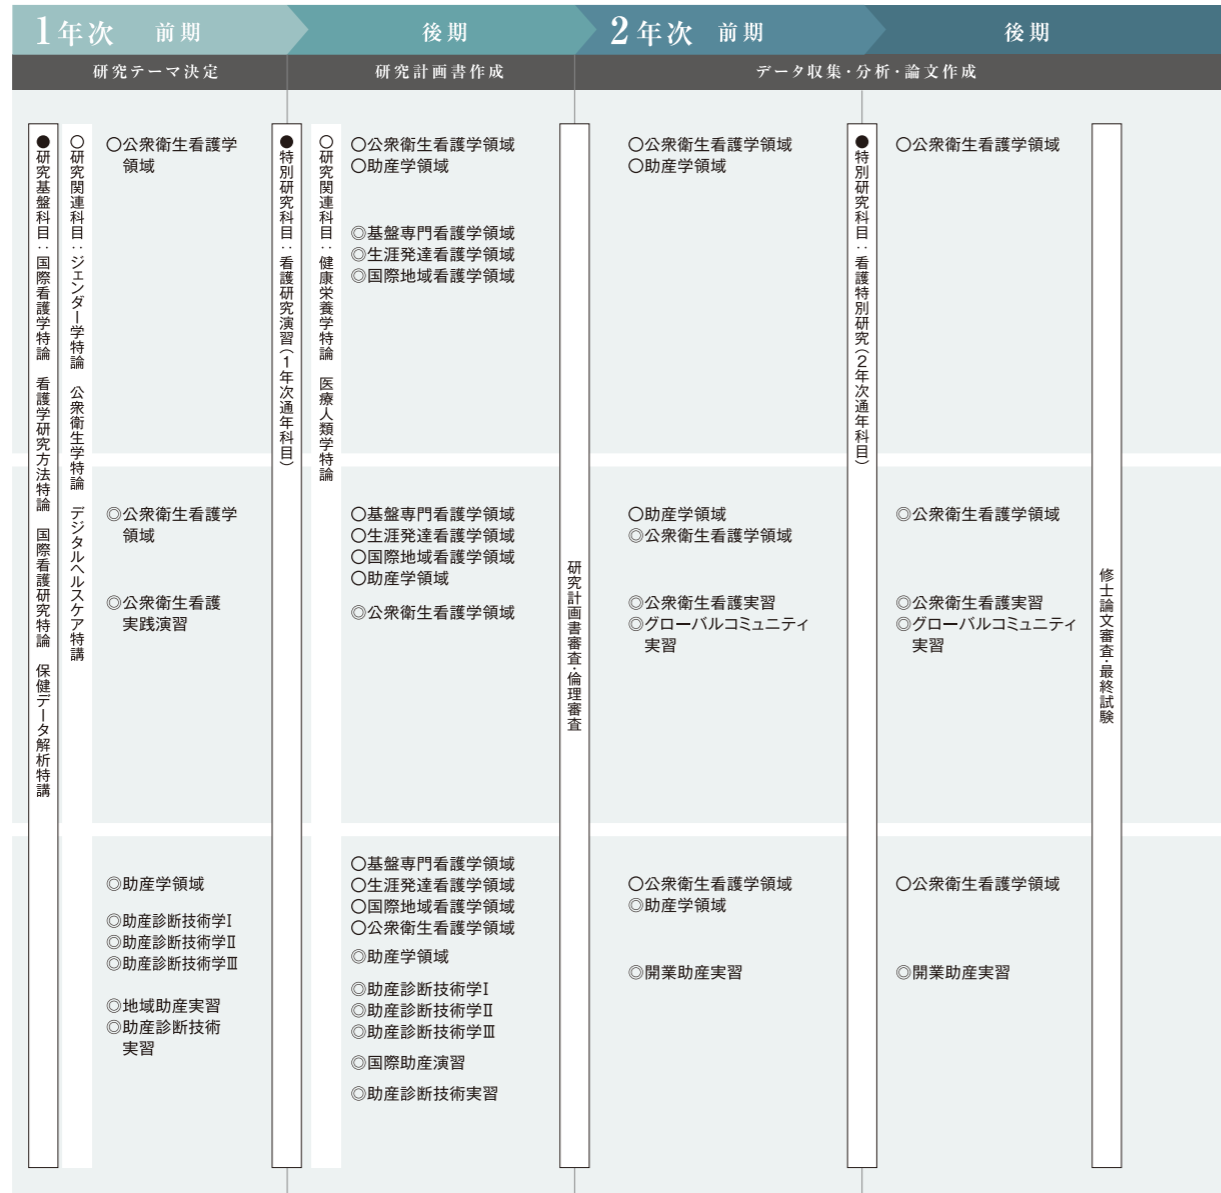 1年次 前期
後期
2年次 前期
後期
研究テーマ決定
研究計画書作成
データ収集・分析・論文作成
●研究基盤科目：国際看護学特論　看護学研究方法特論　国際看護研究特論　保健データ解析特講
○研究関連科目：ジェンダー学特論　公衆衛生学特論　デジタルヘルスケア特講
○公衆衛生看護学
領域
●特別研究科目：看護研究演習（1年次通年科目）
○研究関連科目：健康栄養学特論　医療人類学特論
○公衆衛生看護学領域
○助産学領域
◎基盤専門看護学領域
◎生涯発達看護学領域
◎国際地域看護学領域
研究計画書審査・倫理審査
○公衆衛生看護学領域
○助産学領域
●特別研究科目：看護特別研究（2年次通年科目）
○公衆衛生看護学領域
修士論文審査・最終試験
◎公衆衛生看護学
領域
◎公衆衛生看護
実践演習
○基盤専門看護学領域
○生涯発達看護学領域
○国際地域看護学領域
○助産学領域
◎公衆衛生看護学領域
○助産学領域
◎公衆衛生看護学領域
◎公衆衛生看護実習
◎グローバルコミュニティ
実習
◎公衆衛生看護学領域
◎公衆衛生看護実習
◎グローバルコミュニティ
実習
◎助産学領域
◎助産診断技術学Ⅰ
◎助産診断技術学Ⅱ
◎助産診断技術学Ⅲ
◎地域助産実習
◎助産診断技術
実習
○基盤専門看護学領域
○生涯発達看護学領域
○国際地域看護学領域
○公衆衛生看護学領域
◎助産学領域
◎助産診断技術学Ⅰ
◎助産診断技術学Ⅱ
◎助産診断技術学Ⅲ
◎国際助産演習
◎助産診断技術実習
○公衆衛生看護学領域
◎助産学領域
◎開業助産実習
○公衆衛生看護学領域
◎開業助産実習